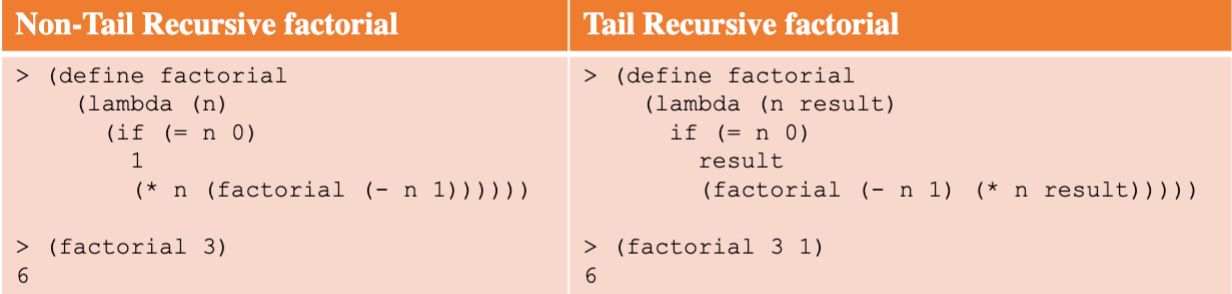 Non-Tail Recursive factorial
> (define factorial
(lambda (n)
(if (= n 0)
1
(* n (factorial (- n 1))))))
> (factorial 3)
6
Tail Recursive factorial
> (define factorial
(lambda (n result)
if (= n 0)
result
(factorial (- n 1) (* n result)))))
> (factorial 3 1)
6